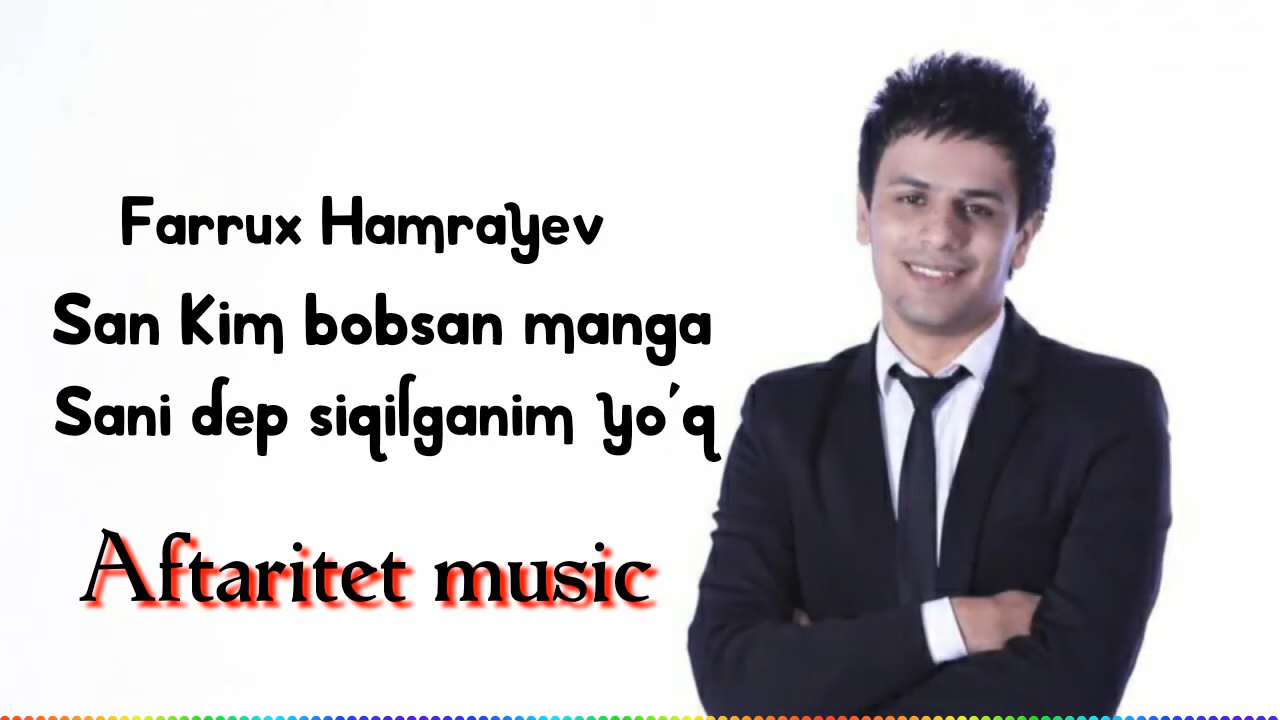 Farrux Hamrayev
San Kim bobsan manga
Sani dep siqilganim yo'q
Aftaritet music